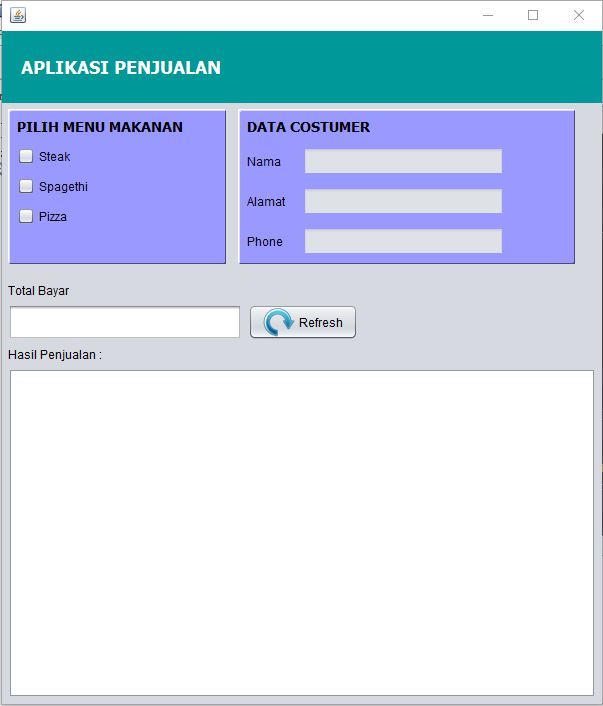 APLIKASI PENJUALAN
PILIH MENU MAKANAN
Steak
Spagethi
Pizza
DATA COSTUMER
Nama
Alamat
Phone
Total Bayar
Refresh
Hasil Penjualan :